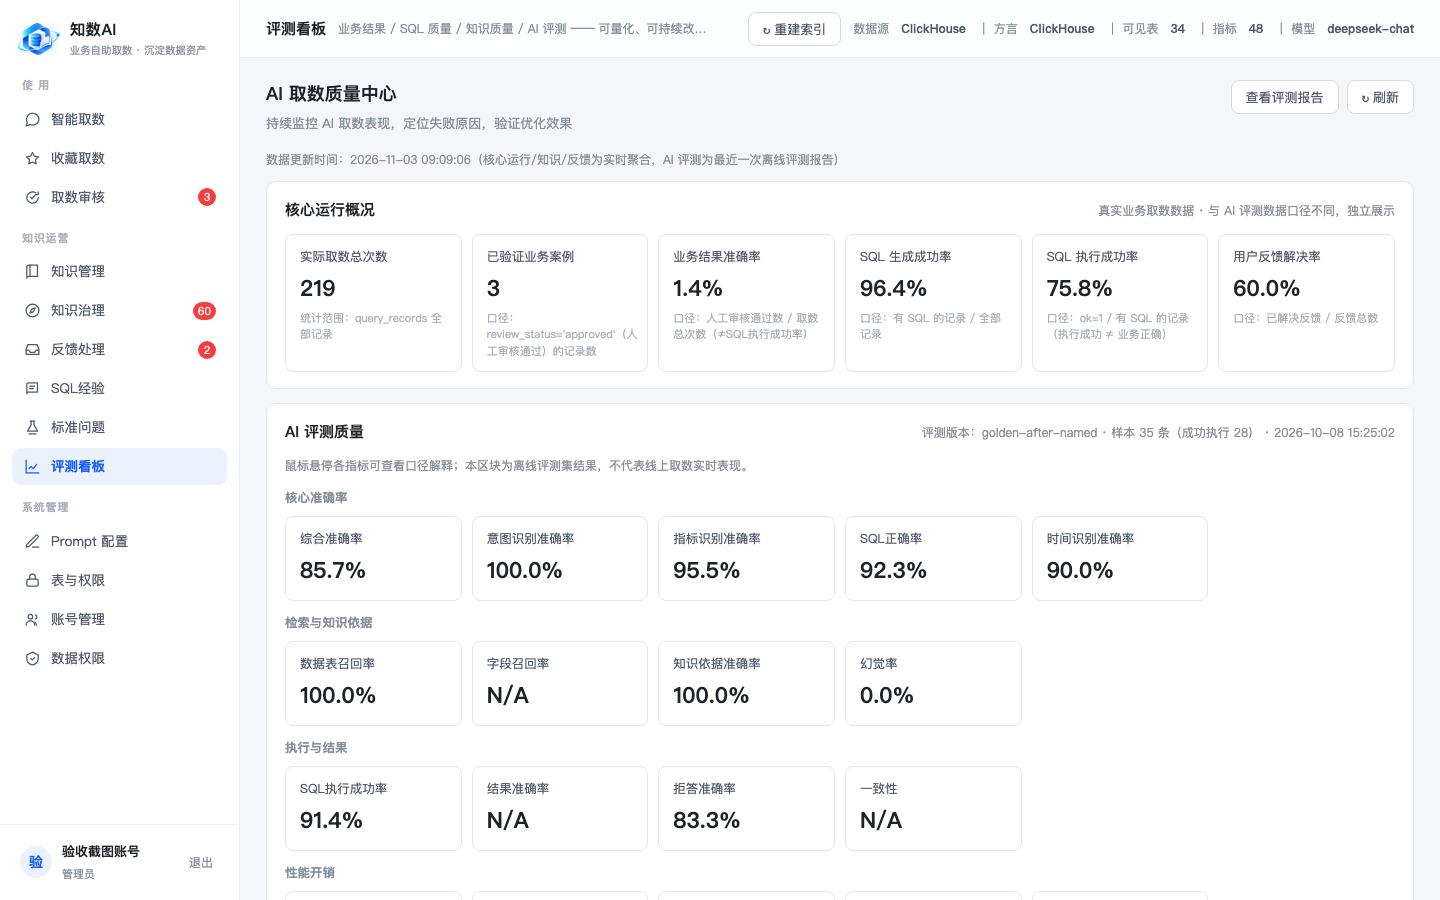 知数AI
业务自助取数 · 沉淀数据资产
使 用
智能取数
收藏取数
取数审核
3
知识运营
知识管理
知识治理
60
反馈处理
2
SQL经验
标准问题
评测看板
系统管理
Prompt 配置
表与权限
账号管理
数据权限
验
验收截图账号
管理员
退出
评测看板
业务结果 / SQL 质量 / 知识质量 / AI 评测 —— 可量化、可持续改...
↻ 重建索引
数据源 ClickHouse | 方言 ClickHouse | 可见表 34 | 指标 48 | 模型 deepseek-chat
AI 取数质量中心
持续监控 AI 取数表现，定位失败原因，验证优化效果
查看评测报告
↻ 刷新
数据更新时间：2026-11-03 09:09:06（核心运行/知识/反馈为实时聚合，AI 评测为最近一次离线评测报告）
核心运行概况
真实业务取数数据 · 与 AI 评测数据口径不同，独立展示
实际取数总次数
219
统计范围：query_records 全
部记录
已验证业务案例
3
口径：
review_status='approved'（人
工审核通过）的记录数
业务结果准确率
1.4%
口径：人工审核通过数 / 取数
总次数（≠SQL执行成功率）
SQL 生成成功率
96.4%
口径：有 SQL 的记录 / 全部
记录
SQL 执行成功率
75.8%
口径：ok=1 / 有 SQL 的记录
（执行成功 ≠ 业务正确）
用户反馈解决率
60.0%
口径：已解决反馈 / 反馈总数
AI 评测质量
评测版本：golden-after-named · 样本 35 条（成功执行 28） · 2026-10-08 15:25:02
鼠标悬停各指标可查看口径解释；本区块为离线评测集结果，不代表线上取数实时表现。
核心准确率
综合准确率
85.7%
意图识别准确率
100.0%
指标识别准确率
95.5%
SQL正确率
92.3%
时间识别准确率
90.0%
检索与知识依据
数据表召回率
100.0%
字段召回率
N/A
知识依据准确率
100.0%
幻觉率
0.0%
执行与结果
SQL执行成功率
91.4%
结果准确率
N/A
拒答准确率
83.3%
一致性
N/A
性能开销